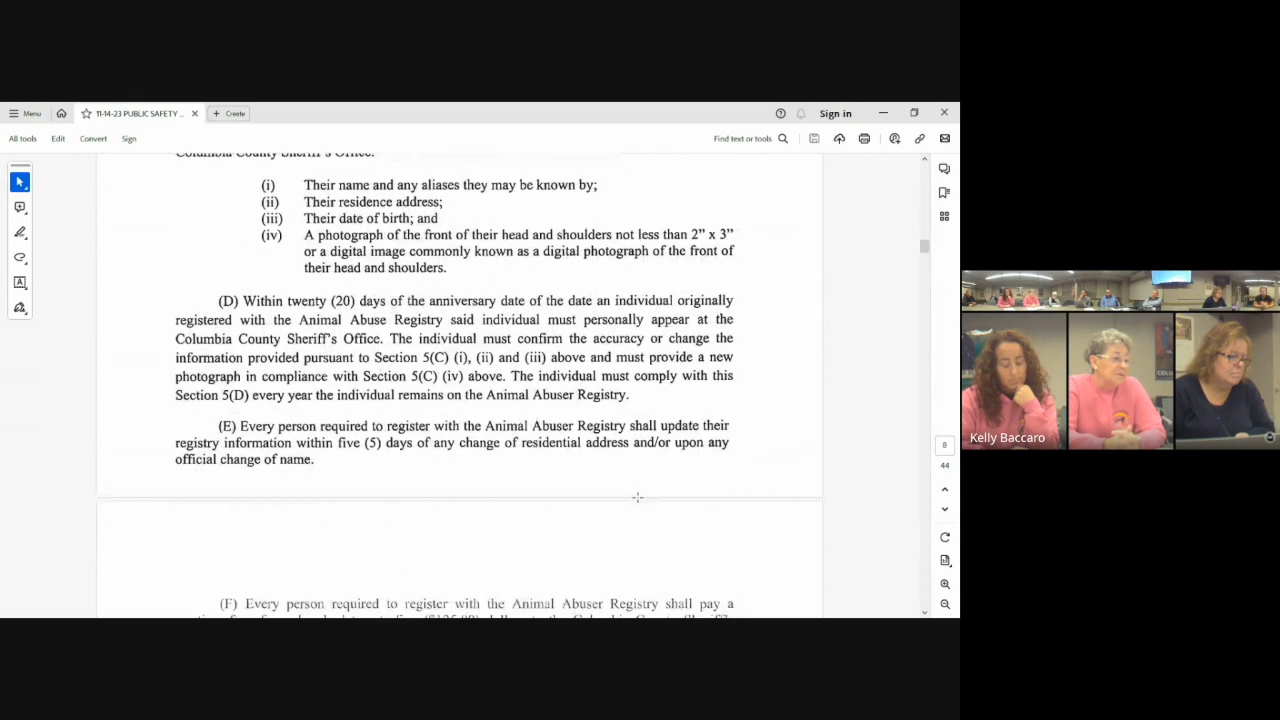 Menu
11-14-23 PUBLIC SAFETY ...
Create
Sign in
All tools
Edit
Convert
Sign
Find text or tools
Columbia County Sheriff's Office.
(i) Their name and any aliases they may be known by;
(ii) Their residence address;
(iii) Their date of birth; and
(iv) A photograph of the front of their head and shoulders not less than 2” x 3”
or a digital image commonly known as a digital photograph of the front of
their head and shoulders.
(D) Within twenty (20) days of the anniversary date of the date an individual originally
registered with the Animal Abuse Registry said individual must personally appear at the
Columbia County Sheriff's Office. The individual must confirm the accuracy or change the
information provided pursuant to Section 5(C) (i), (ii) and (iii) above and must provide a new
photograph in compliance with Section 5(C) (iv) above. The individual must comply with this
Section 5(D) every year the individual remains on the Animal Abuser Registry.
(E) Every person required to register with the Animal Abuser Registry shall update their
registry information within five (5) days of any change of residential address and/or upon any
official change of name.
(F) Every person required to register with the Animal Abuser Registry shall pay a
8
44
Kelly Baccaro